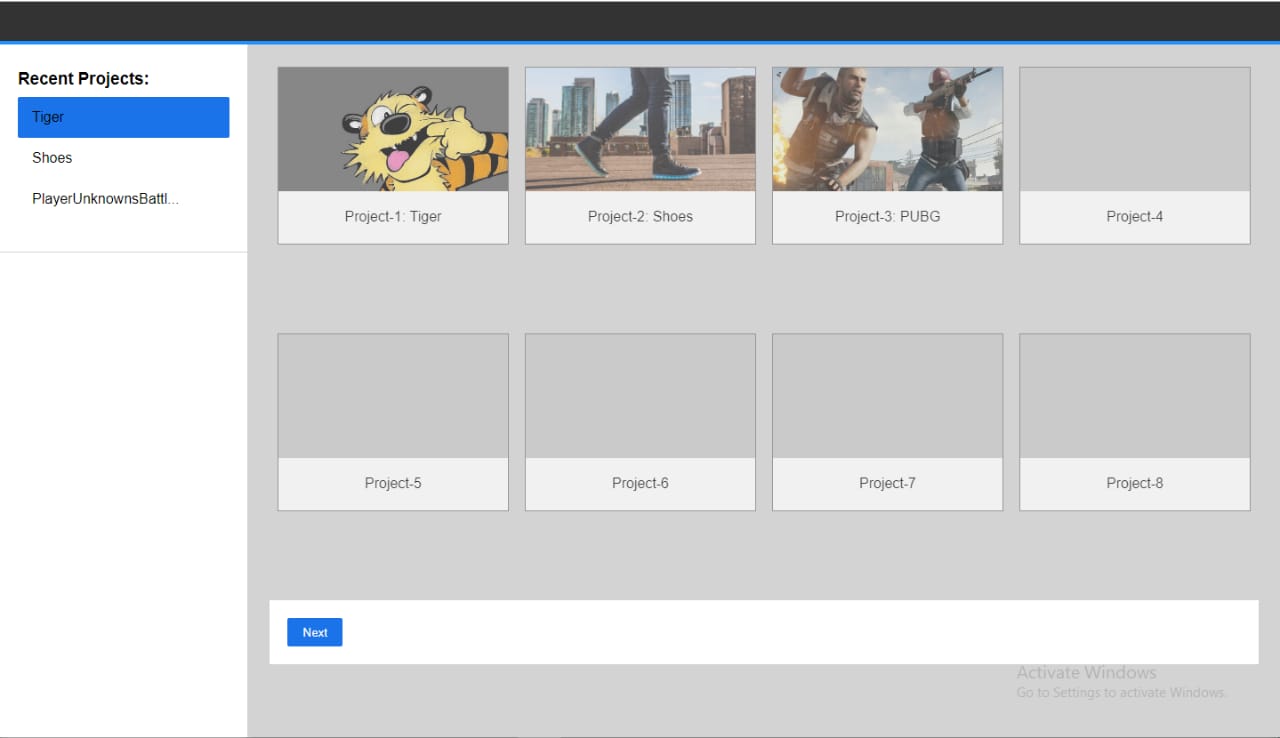 Recent Projects:
Tiger
Shoes
PlayerUnknownsBattl...
Project-1: Tiger
Project-2: Shoes
Project-3: PUBG
Project-4
Project-5
Project-6
Project-7
Project-8
Next
Activate Windows
Go to Settings to activate Windows.